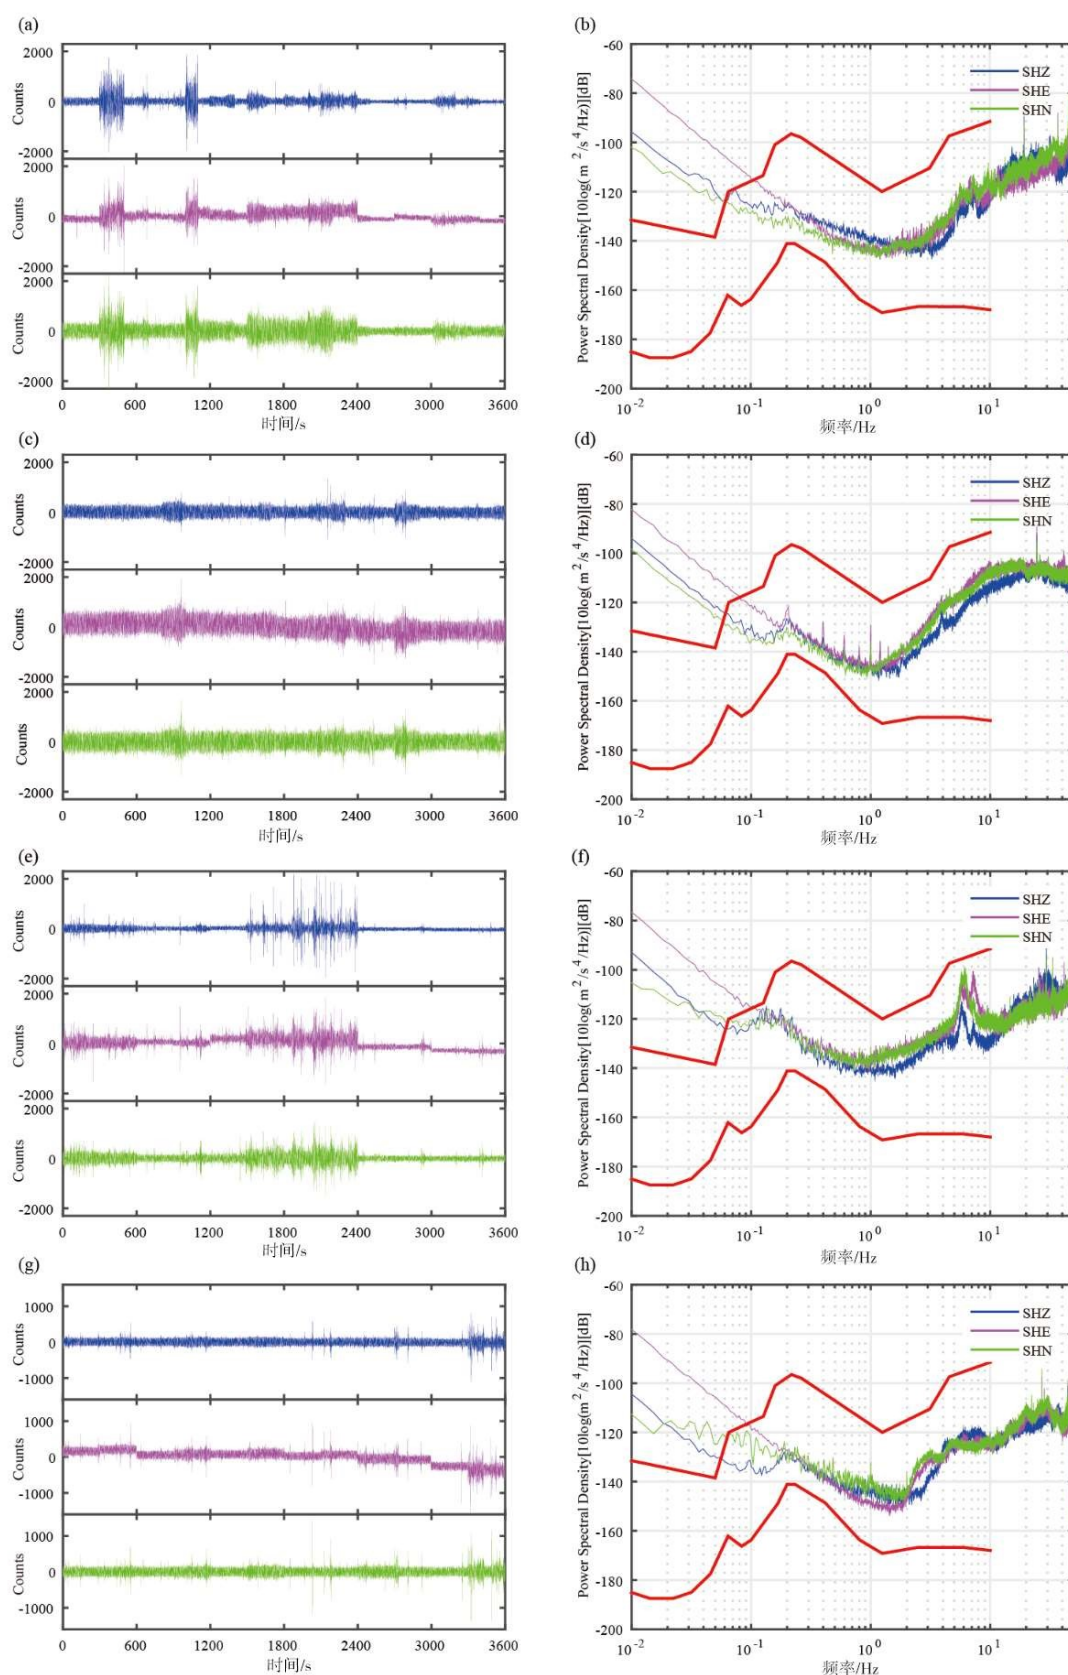 (a)
2000
0
-2000
Counts
2000
0
-2000
Counts
2000
0
-2000
Counts
0 600 1200 1800 2400 3000 3600
时间/s
(b)
-60
-80
-100
-120
-140
-160
-180
-200
Power Spectral Density[10log(m²/s⁴/Hz)][dB]
SHZ
SHE
SHN
10⁻² 10⁻¹ 10⁰ 10¹
频率/Hz
(c)
2000
0
-2000
Counts
2000
0
-2000
Counts
2000
0
-2000
Counts
0 600 1200 1800 2400 3000 3600
时间/s
(d)
-60
-80
-100
-120
-140
-160
-180
-200
Power Spectral Density[10log(m²/s⁴/Hz)][dB]
SHZ
SHE
SHN
10⁻² 10⁻¹ 10⁰ 10¹
频率/Hz
(e)
2000
0
-2000
Counts
2000
0
-2000
Counts
2000
0
-2000
Counts
0 600 1200 1800 2400 3000 3600
时间/s
(f)
-60
-80
-100
-120
-140
-160
-180
-200
Power Spectral Density[10log(m²/s⁴/Hz)][dB]
SHZ
SHE
SHN
10⁻² 10⁻¹ 10⁰ 10¹
频率/Hz
(g)
1000
0
-1000
Counts
1000
0
-1000
Counts
1000
0
-1000
Counts
0 600 1200 1800 2400 3000 3600
时间/s
(h)
-60
-80
-100
-120
-140
-160
-180
-200
Power Spectral Density[10log(m²/s⁴/Hz)][dB]
SHZ
SHE
SHN
10⁻² 10⁻¹ 10⁰ 10¹
频率/Hz